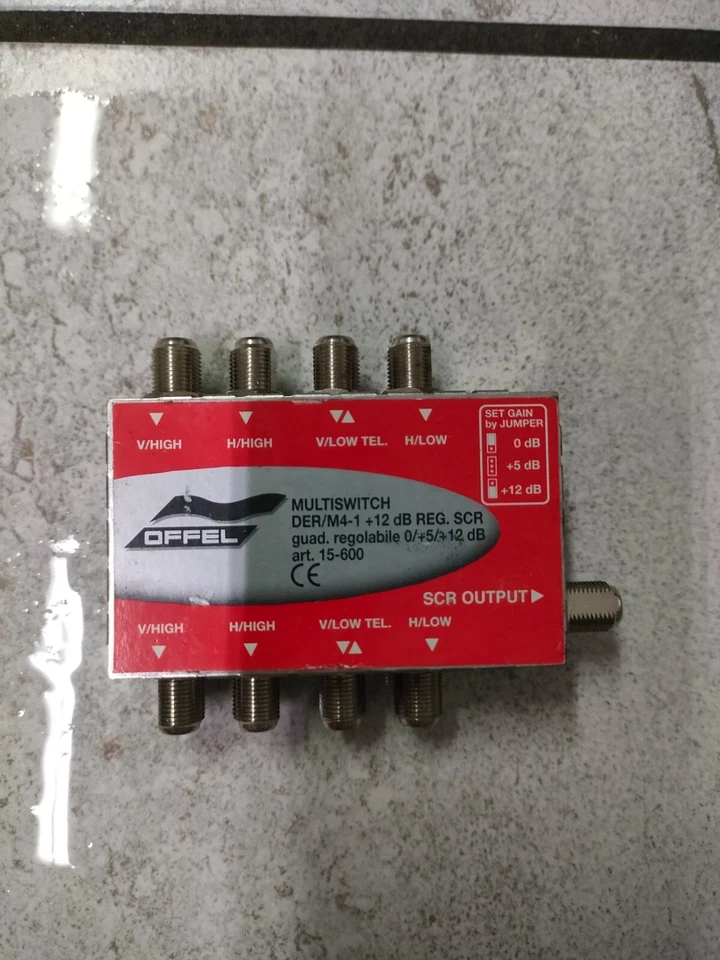 V/HIGH
H/HIGH
V/LOW TEL.
H/LOW
SET GAIN
by JUMPER
0 dB
+5 dB
+12 dB
OFFEL
MULTISWITCH
DER/M4-1 +12 dB REG. SCR
guad. regolabile 0/+5/+12 dB
art. 15-600
CE
SCR OUTPUT
V/HIGH
H/HIGH
V/LOW TEL.
H/LOW